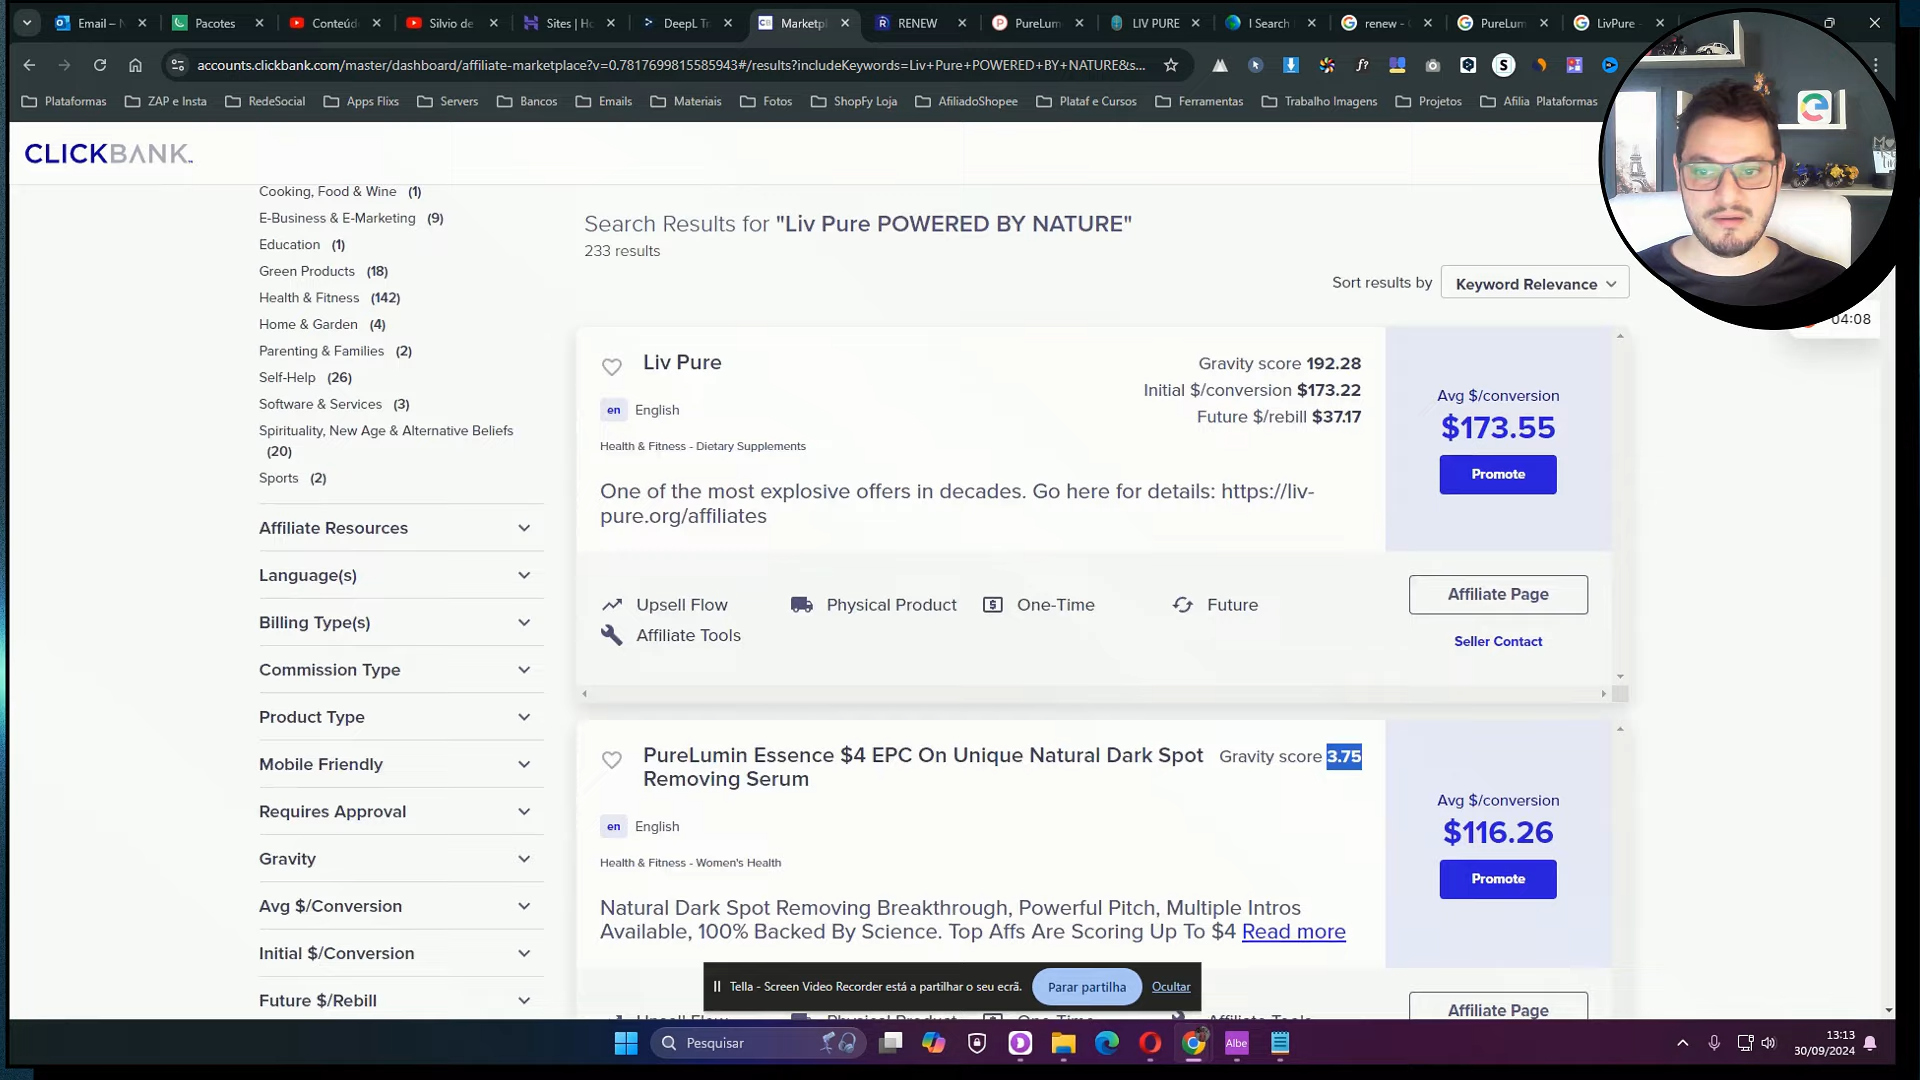 Email – N
Pacotes
Conteúd
Silvio de
Sites | Ho
DeepL Tr
Marketpl
RENEW
PureLum
LIV PURE
I Search
renew - G
PureLum
LivPure -
accounts.clickbank.com/master/dashboard/affiliate-marketplace?v=0.7817699815585943#/results?includeKeywords=Liv+Pure+POWERED+BY+NATURE&s...
Plataformas
ZAP e Insta
RedeSocial
Apps Flixs
Servers
Bancos
Emails
Materiais
Fotos
ShopFy Loja
AfiliadoShopee
Plataf e Cursos
Ferramentas
Trabalho Imagens
Projetos
Afilia Plataformas
CLICKBANK
Cooking, Food & Wine (1)
E-Business & E-Marketing (9)
Education (1)
Green Products (18)
Health & Fitness (142)
Home & Garden (4)
Parenting & Families (2)
Self-Help (26)
Software & Services (3)
Spirituality, New Age & Alternative Beliefs
(20)
Sports (2)
Affiliate Resources
Language(s)
Billing Type(s)
Commission Type
Product Type
Mobile Friendly
Requires Approval
Gravity
Avg $/Conversion
Initial $/Conversion
Future $/Rebill
Search Results for "Liv Pure POWERED BY NATURE"
233 results
Sort results by Keyword Relevance
04:08
Liv Pure
Gravity score 192.28
Initial $/conversion $173.22
Future $/rebill $37.17
en English
Health & Fitness - Dietary Supplements
One of the most explosive offers in decades. Go here for details: https://liv-
pure.org/affiliates
Avg $/conversion
$173.55
Promote
Upsell Flow
Physical Product
One-Time
Future
Affiliate Tools
Affiliate Page
Seller Contact
PureLumin Essence $4 EPC On Unique Natural Dark Spot
Removing Serum
Gravity score 3.75
en English
Health & Fitness - Women's Health
Natural Dark Spot Removing Breakthrough, Powerful Pitch, Multiple Intros
Available, 100% Backed By Science. Top Affs Are Scoring Up To $4 Read more
Avg $/conversion
$116.26
Promote
Upsell Flow
Physical Product
One-Time
Affiliate Tools
Affiliate Page
Tella - Screen Video Recorder está a partilhar o seu ecrã.
Parar partilha
Ocultar
Pesquisar
Albe
13:13
30/09/2024